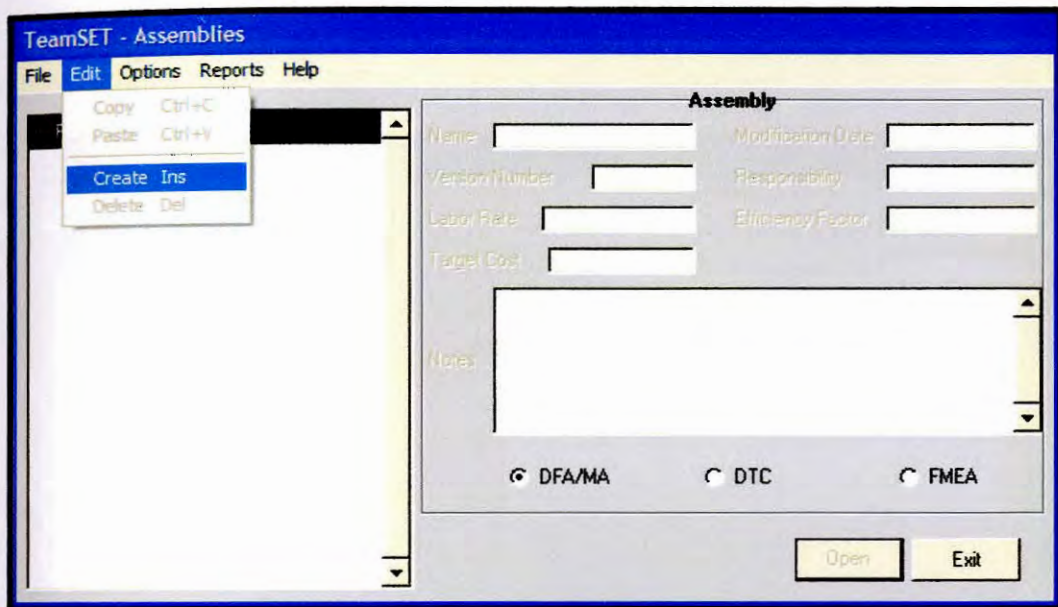 TeamSET - Assemblies
File Edit Options Reports Help
Copy Ctrl+C
Paste Ctrl+V
Create Ins
Delete Del
Assembly
Name
Modification Date
Version Number
Responsibility
Labor Rate
Efficiency Factor
Target Cost
Notes
DFA/MA
DTC
FMEA
Open
Exit